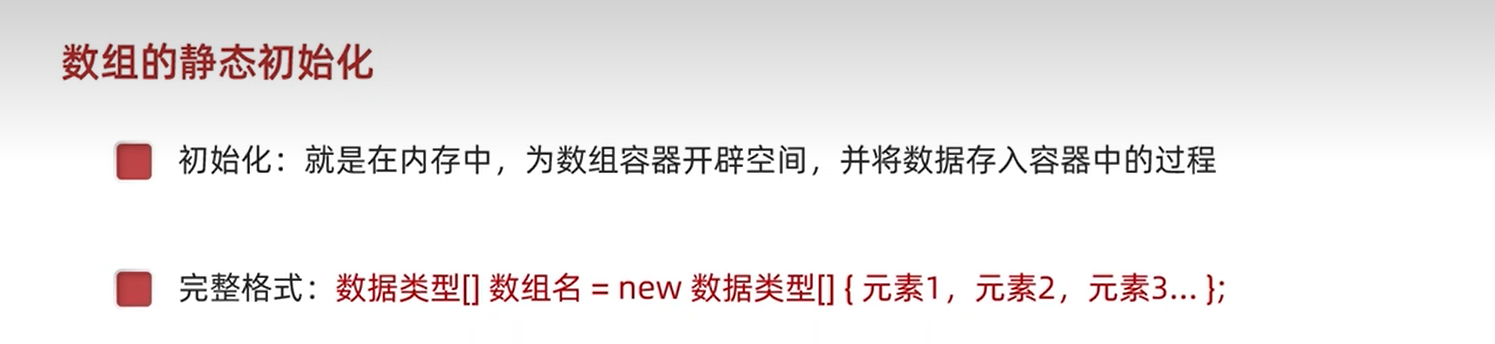 数组的静态初始化
初始化：就是在内存中，为数组容器开辟空间，并将数据存入容器中的过程
完整格式：数据类型[] 数组名 = new 数据类型[] { 元素1，元素2，元素3... };